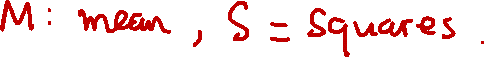 M: mean, S = Squares.